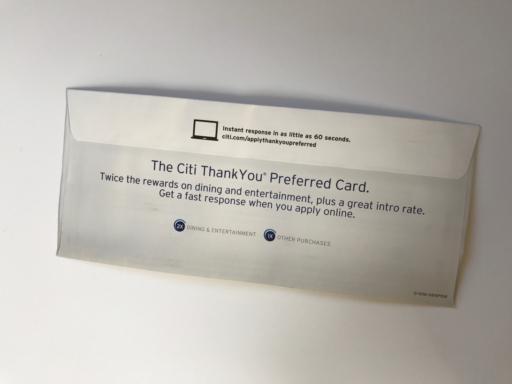 Instant response in as little as 60 seconds.
citi.com/applythankyoupreferred
The Citi ThankYou® Preferred Card.
Twice the rewards on dining and entertainment, plus a great intro rate.
Get a fast response when you apply online.
2X DINING & ENTERTAINMENT 1X OTHER PURCHASES